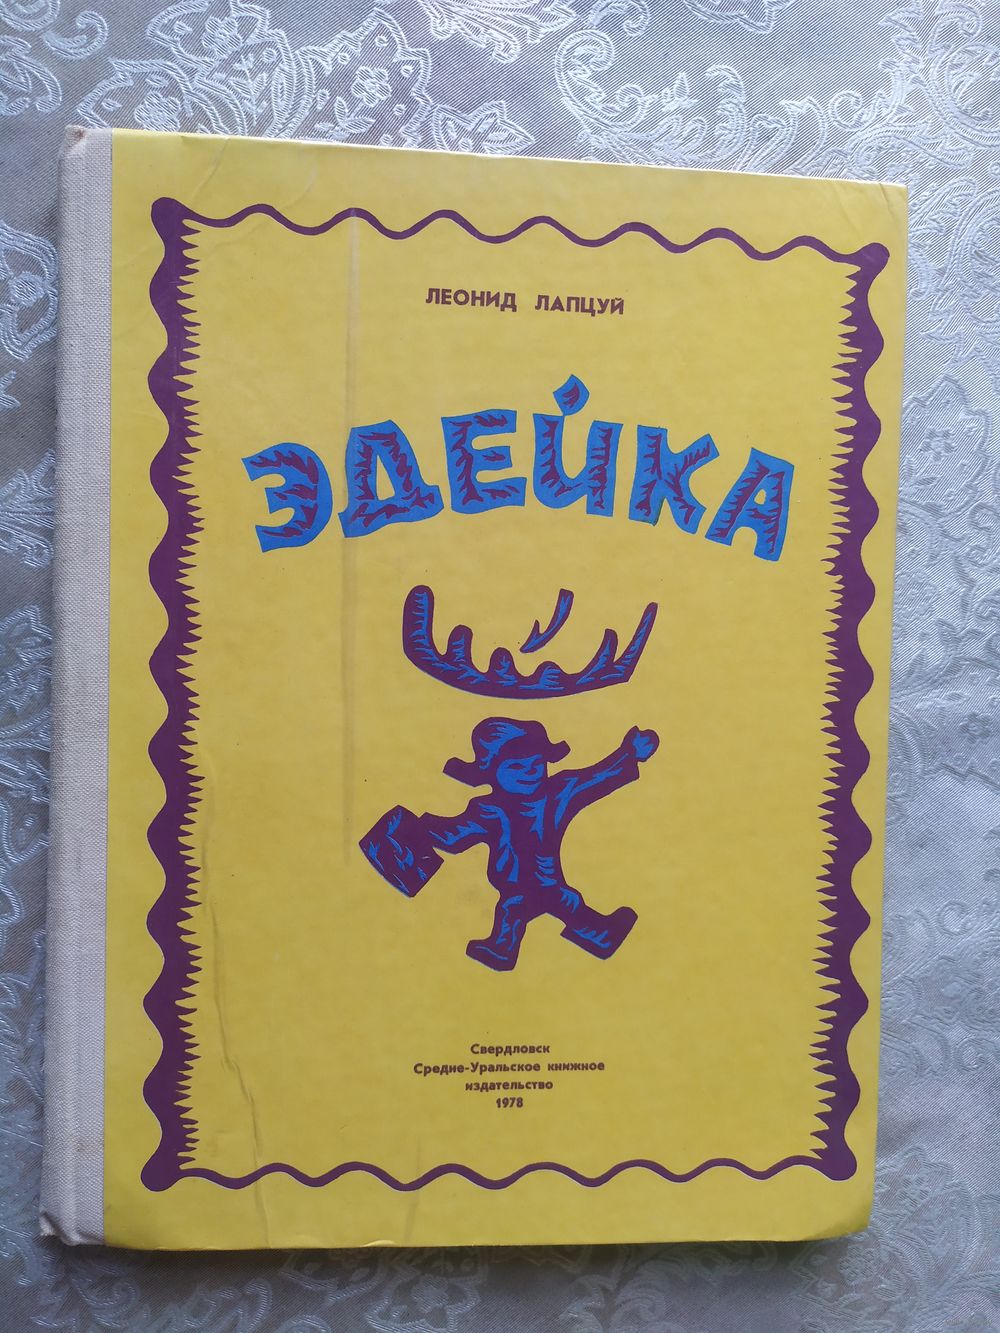 ЛЕОНИД ЛАПЦУЙ
ЭДЕЙКА
Свердловск
Средне-Уральское книжное
издательство
1978